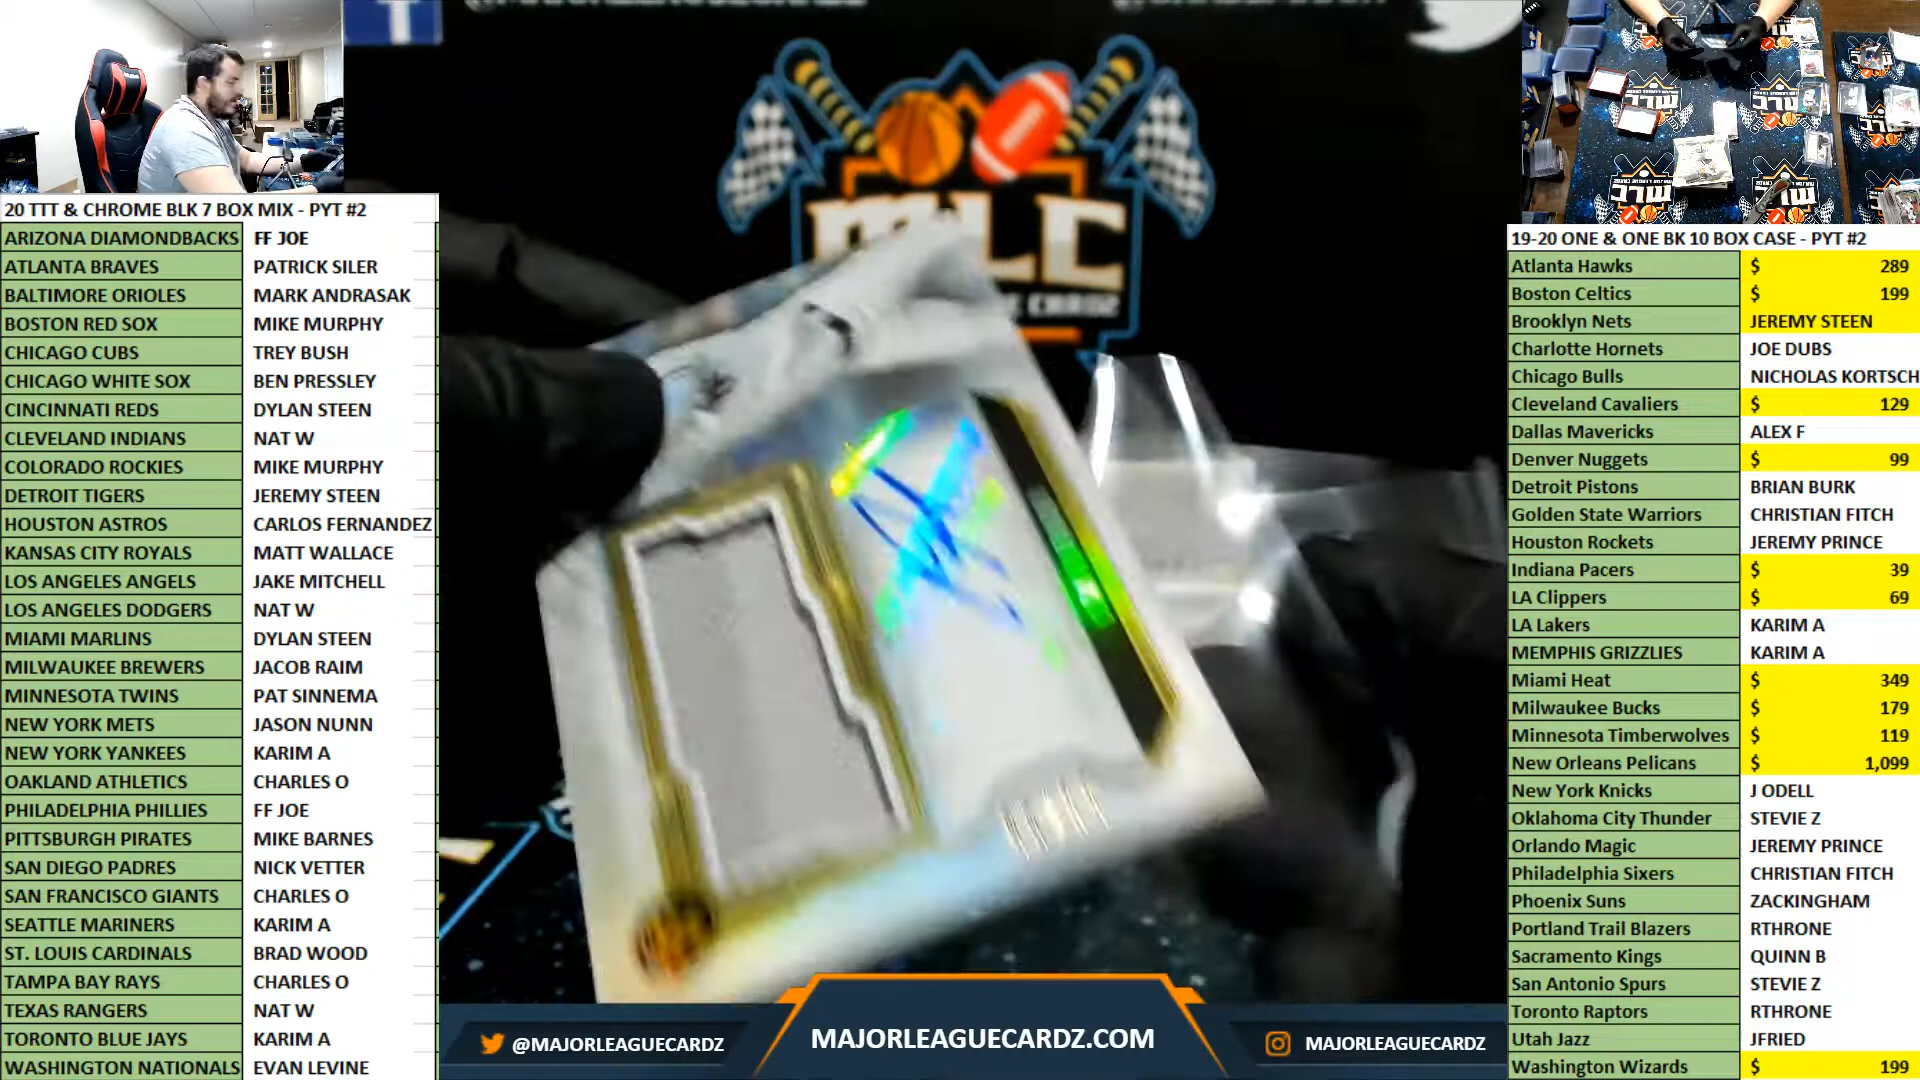 20 TTT & CHROME BLK 7 BOX MIX - PYT #2
ARIZONA DIAMONDBACKS FF JOE
ATLANTA BRAVES PATRICK SILER
BALTIMORE ORIOLES MARK ANDRASAK
BOSTON RED SOX MIKE MURPHY
CHICAGO CUBS TREY BUSH
CHICAGO WHITE SOX BEN PRESSLEY
CINCINNATI REDS DYLAN STEEN
CLEVELAND INDIANS NAT W
COLORADO ROCKIES MIKE MURPHY
DETROIT TIGERS JEREMY STEEN
HOUSTON ASTROS CARLOS FERNANDEZ
KANSAS CITY ROYALS MATT WALLACE
LOS ANGELES ANGELS JAKE MITCHELL
LOS ANGELES DODGERS NAT W
MIAMI MARLINS DYLAN STEEN
MILWAUKEE BREWERS JACOB RAIM
MINNESOTA TWINS PAT SINNEMA
NEW YORK METS JASON NUNN
NEW YORK YANKEES KARIM A
OAKLAND ATHLETICS CHARLES O
PHILADELPHIA PHILLIES FF JOE
PITTSBURGH PIRATES MIKE BARNES
SAN DIEGO PADRES NICK VETTER
SAN FRANCISCO GIANTS CHARLES O
SEATTLE MARINERS KARIM A
ST. LOUIS CARDINALS BRAD WOOD
TAMPA BAY RAYS CHARLES O
TEXAS RANGERS NAT W
TORONTO BLUE JAYS KARIM A
WASHINGTON NATIONALS EVAN LEVINE
MLC
@MAJORLEAGUECARDZ
MAJORLEAGUECARDZ.COM
MAJORLEAGUECARDZ
19-20 ONE & ONE BK 10 BOX CASE - PYT #2
Atlanta Hawks $ 289
Boston Celtics $ 199
Brooklyn Nets JEREMY STEEN
Charlotte Hornets JOE DUBS
Chicago Bulls NICHOLAS KORTSCH
Cleveland Cavaliers $ 129
Dallas Mavericks ALEX F
Denver Nuggets $ 99
Detroit Pistons BRIAN BURK
Golden State Warriors CHRISTIAN FITCH
Houston Rockets JEREMY PRINCE
Indiana Pacers $ 39
LA Clippers $ 69
LA Lakers KARIM A
MEMPHIS GRIZZLIES KARIM A
Miami Heat $ 349
Milwaukee Bucks $ 179
Minnesota Timberwolves $ 119
New Orleans Pelicans $ 1,099
New York Knicks J ODELL
Oklahoma City Thunder STEVIE Z
Orlando Magic JEREMY PRINCE
Philadelphia Sixers CHRISTIAN FITCH
Phoenix Suns ZACKINGHAM
Portland Trail Blazers RTHRONE
Sacramento Kings QUINN B
San Antonio Spurs STEVIE Z
Toronto Raptors RTHRONE
Utah Jazz JFRIED
Washington Wizards $ 199